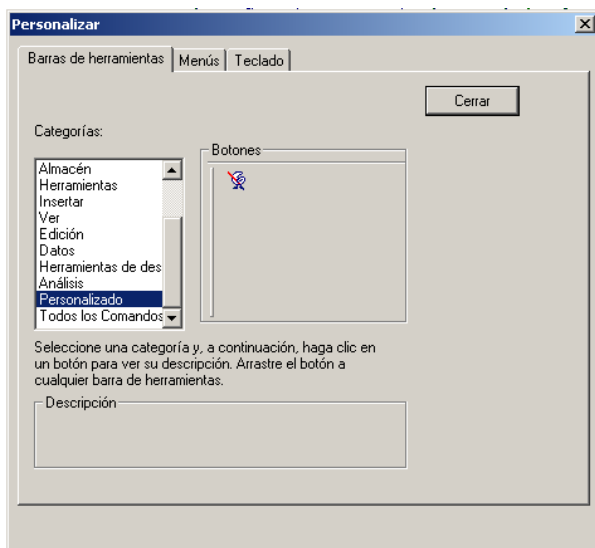 Personalizar
Barras de herramientas
Menús
Teclado
Cerrar
Categorías:
Botones
Almacén
Herramientas
Insertar
Ver
Edición
Datos
Herramientas de des
Análisis
Personalizado
Todos los Comandos
Seleccione una categoría y, a continuación, haga clic en
un botón para ver su descripción. Arrastre el botón a
cualquier barra de herramientas.
Descripción